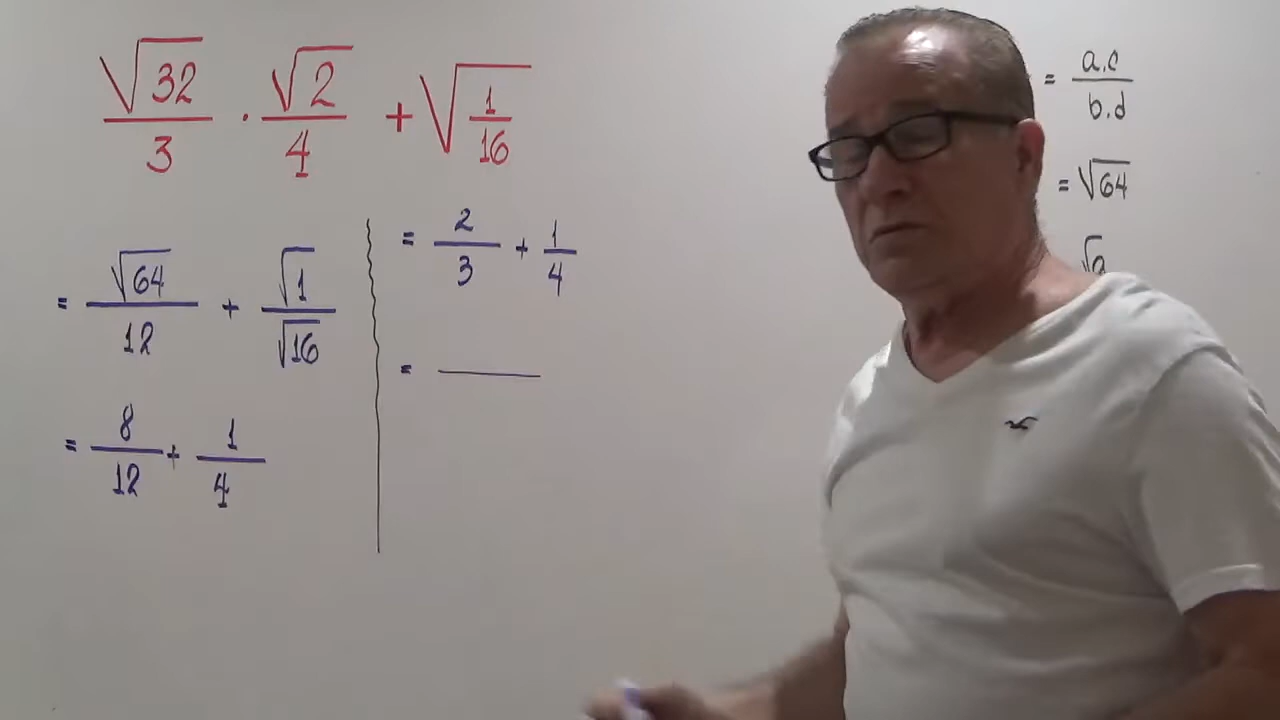 √32/3 . √2/4 + √(1/16)
= √64/12 + √1/√16
= 8/12 + 1/4
= 2/3 + 1/4
= ———
= a.c/b.d
= √64
√a